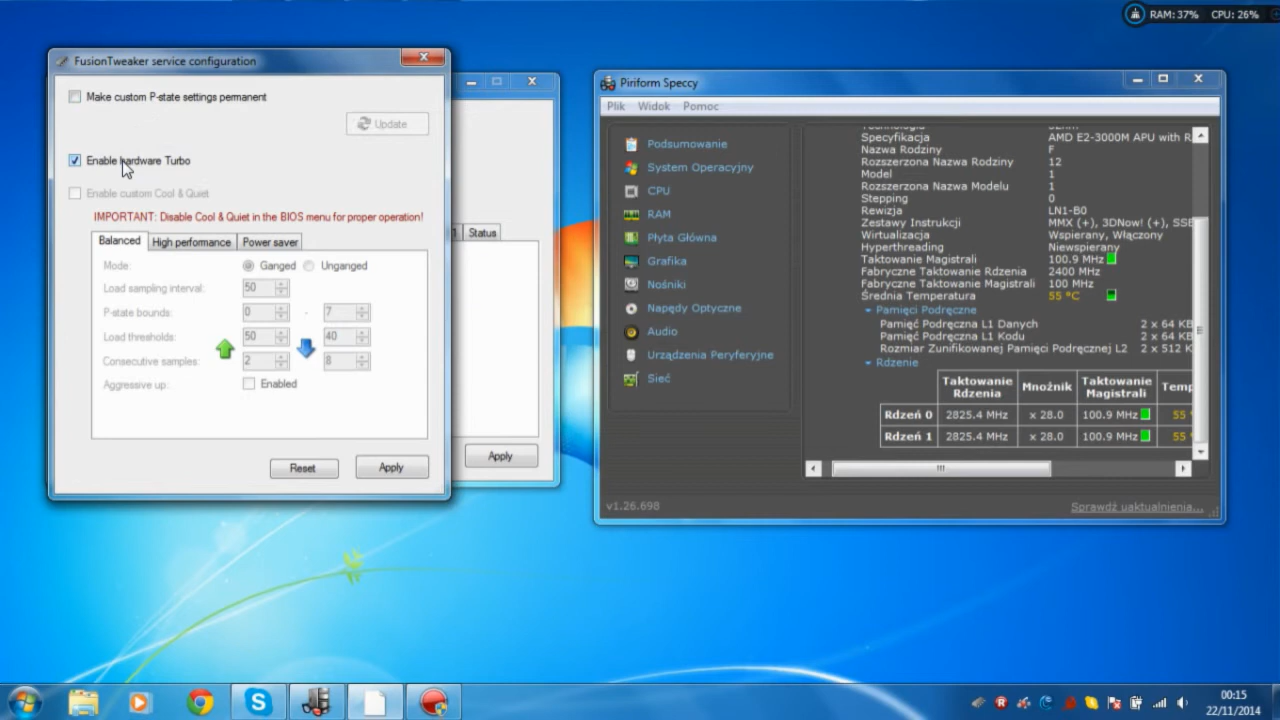 RAM: 37% CPU: 26%
FusionTweaker service configuration
Make custom P-state settings permanent
Update
Enable hardware Turbo
Enable custom Cool & Quiet
IMPORTANT: Disable Cool & Quiet in the BIOS menu for proper operation!
Balanced High performance Power saver
Mode: Ganged Unganged
Load sampling interval: 50
P-state bounds: 0 - 7
Load thresholds: 50 40
Consecutive samples: 2 8
Aggressive up: Enabled
Reset Apply
Status
Apply
Piriform Speccy
Plik Widok Pomoc
Podsumowanie
System Operacyjny
CPU
RAM
Płyta Główna
Grafika
Nośniki
Napędy Optyczne
Audio
Urządzenia Peryferyjne
Sieć
Specyfikacja AMD E2-3000M APU with R
Nazwa Rodziny F
Rozszerzona Nazwa Rodziny 12
Model 1
Rozszerzona Nazwa Modelu 1
Stepping 0
Rewizja LN1-B0
Zestawy Instrukcji MMX (+), 3DNow! (+), SSE
Wirtualizacja Wspierany, Włączony
Hyperthreading Niewspierany
Taktowanie Magistrali 100.9 MHz
Fabryczne Taktowanie Rdzenia 2400 MHz
Fabryczne Taktowanie Magistrali 100 MHz
Średnia Temperatura 55 °C
Pamięci Podręczne
Pamięć Podręczna L1 Danych 2 x 64 KB
Pamięć Podręczna L1 Kodu 2 x 64 KB
Rozmiar Zunifikowanej Pamięci Podręcznej L2 2 x 512 K
Rdzenie
Taktowanie Rdzenia Mnożnik Taktowanie Magistrali Temp
Rdzeń 0 2825.4 MHz x 28.0 100.9 MHz 55 °
Rdzeń 1 2825.4 MHz x 28.0 100.9 MHz 55 °
v1.26.698
Sprawdź uaktualnienia...
00:15
22/11/2014